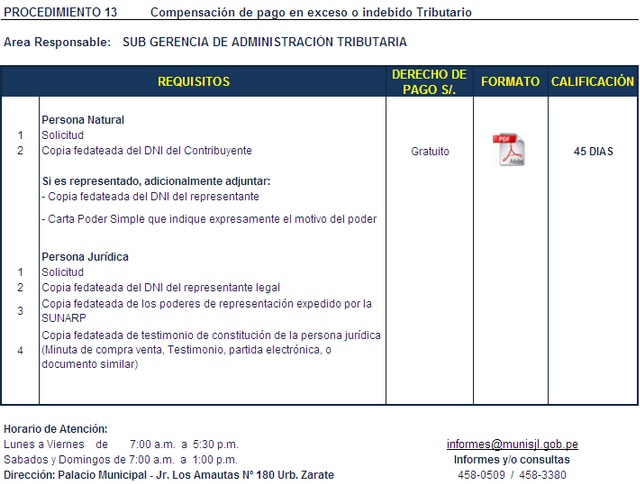 PROCEDIMIENTO 13 Compensación de pago en exceso o indebido Tributario
Area Responsable: SUB GERENCIA DE ADMINISTRACIÓN TRIBUTARIA
REQUISITOS DERECHO DE PAGO S/. FORMATO CALIFICACIÓN
Persona Natural
1 Solicitud
2 Copia fedateada del DNI del Contribuyente Gratuito PDF Adobe 45 DIAS
Si es representado, adicionalmente adjuntar:
- Copia fedateada del DNI del representante
- Carta Poder Simple que indique expresamente el motivo del poder
Persona Jurídica
1 Solicitud
2 Copia fedateada del DNI del representante legal
3 Copia fedateada de los poderes de representación expedido por la
SUNARP
4 Copia fedateada de testimonio de constitución de la persona jurídica
(Minuta de compra venta, Testimonio, partida electrónica, o
documento similar)
Horario de Atención:
Lunes a Viernes de 7:00 a.m. a 5:30 p.m. informes@munisjl.gob.pe
Sabados y Domingos de 7:00 a.m. a 1:00 p.m. Informes y/o consultas
Dirección: Palacio Municipal - Jr. Los Amautas N° 180 Urb. Zarate 458-0509 / 458-3380